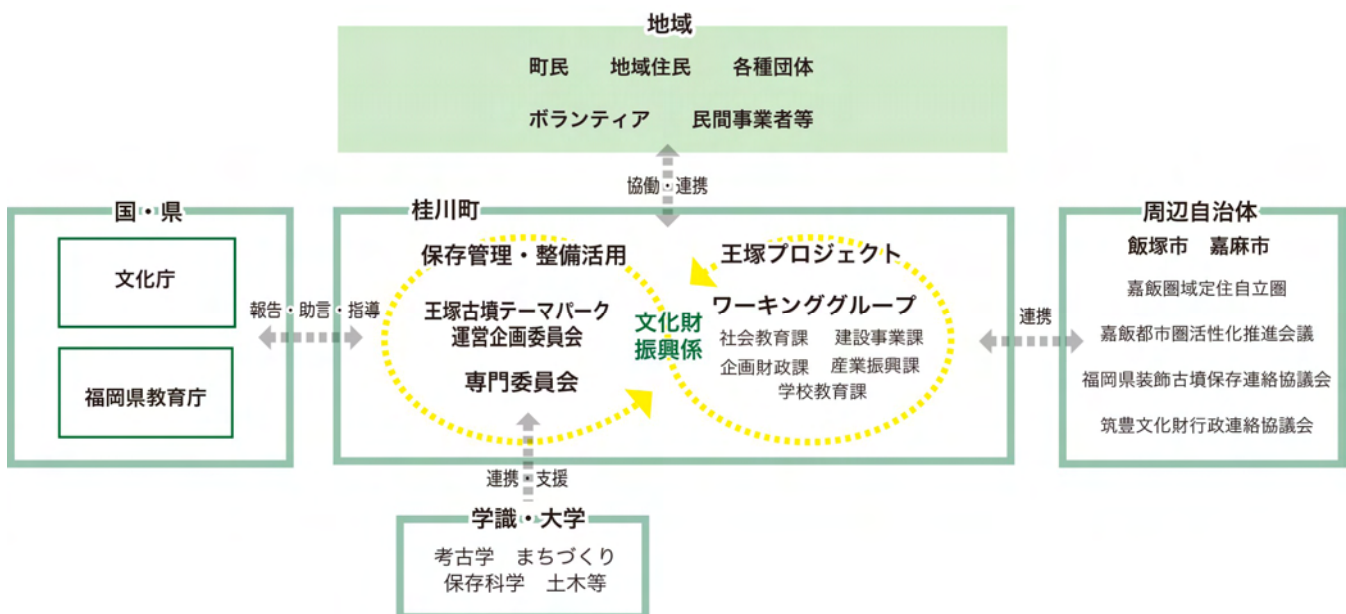 地域
町民 地域住民 各種団体
ボランティア 民間事業者等
協働・連携
国・県
文化庁
福岡県教育庁
報告・助言・指導
桂川町
保存管理・整備活用
王塚古墳テーマパーク
運営企画委員会
専門委員会
文化財
振興係
王塚プロジェクト
ワーキンググループ
社会教育課 建設事業課
企画財政課 産業振興課
学校教育課
連携
周辺自治体
飯塚市 嘉麻市
嘉飯圏域定住自立圏
嘉飯都市圏活性化推進会議
福岡県装飾古墳保存連絡協議会
筑豊文化財行政連絡協議会
連携・支援
学識・大学
考古学 まちづくり
保存科学 土木等